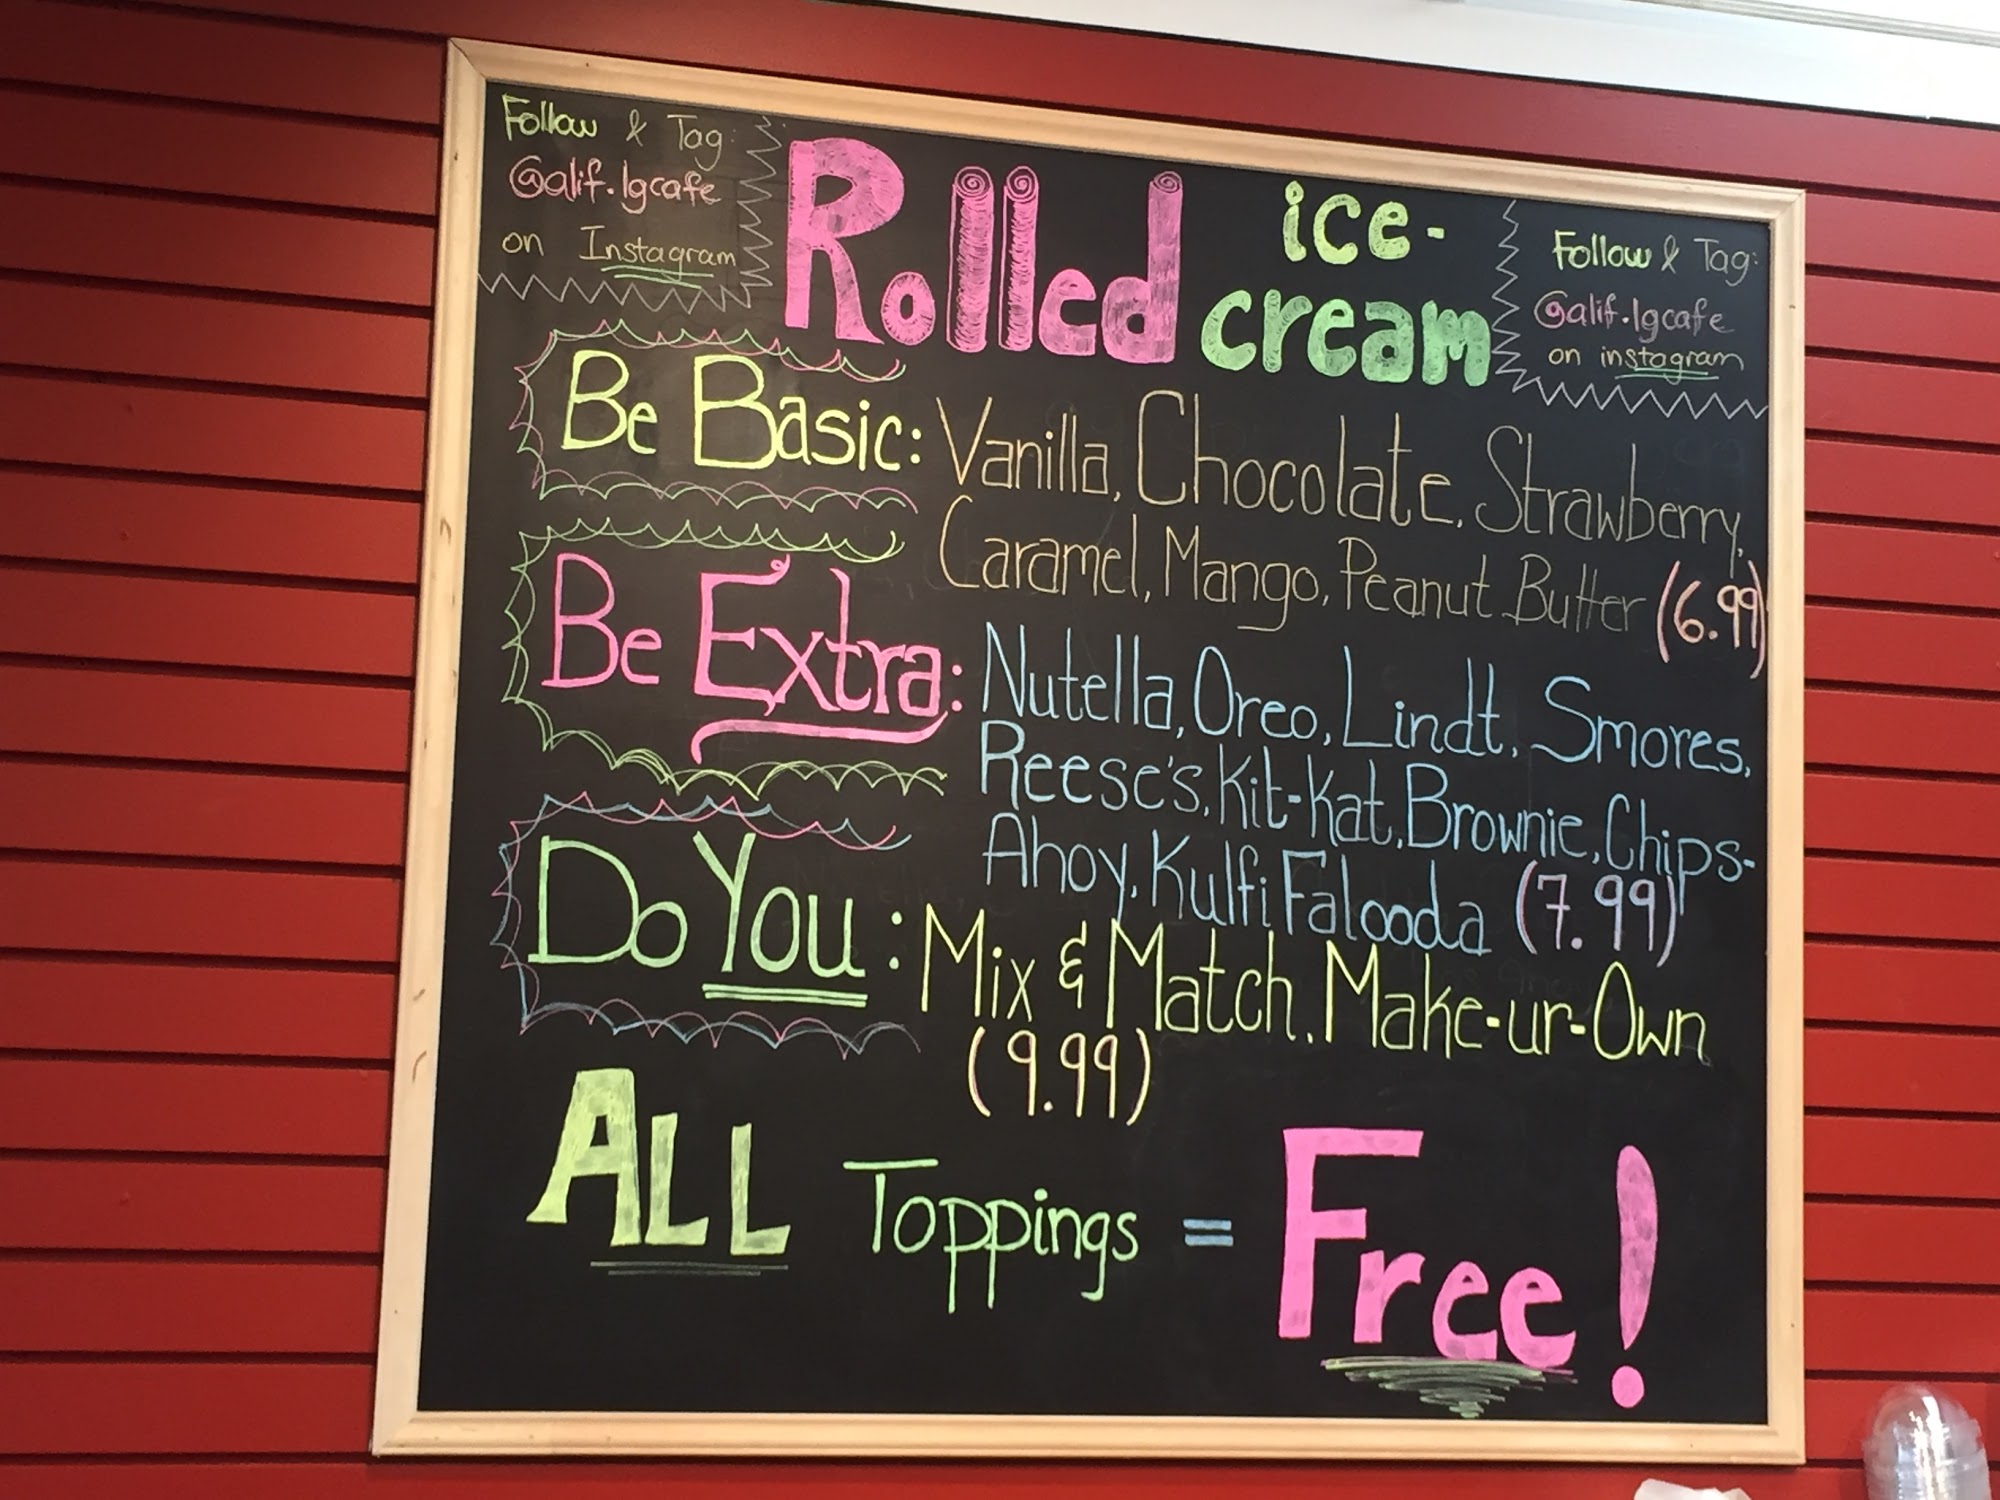 Follow & Tag:
@alif.lgcafe
on Instagram
Rolled ice-
cream
Follow & Tag:
@alif.lgcafe
on instagram
Be Basic: Vanilla, Chocolate, Strawberry,
Caramel, Mango, Peanut Butter (6.99)
Be Extra: Nutella, Oreo, Lindt, Smores,
Reese's, Kit-Kat, Brownie, Chips-
Ahoy, Kulfi Falooda (7.99)
Do You: Mix & Match, Make-ur-Own
(9.99)
ALL Toppings = Free!